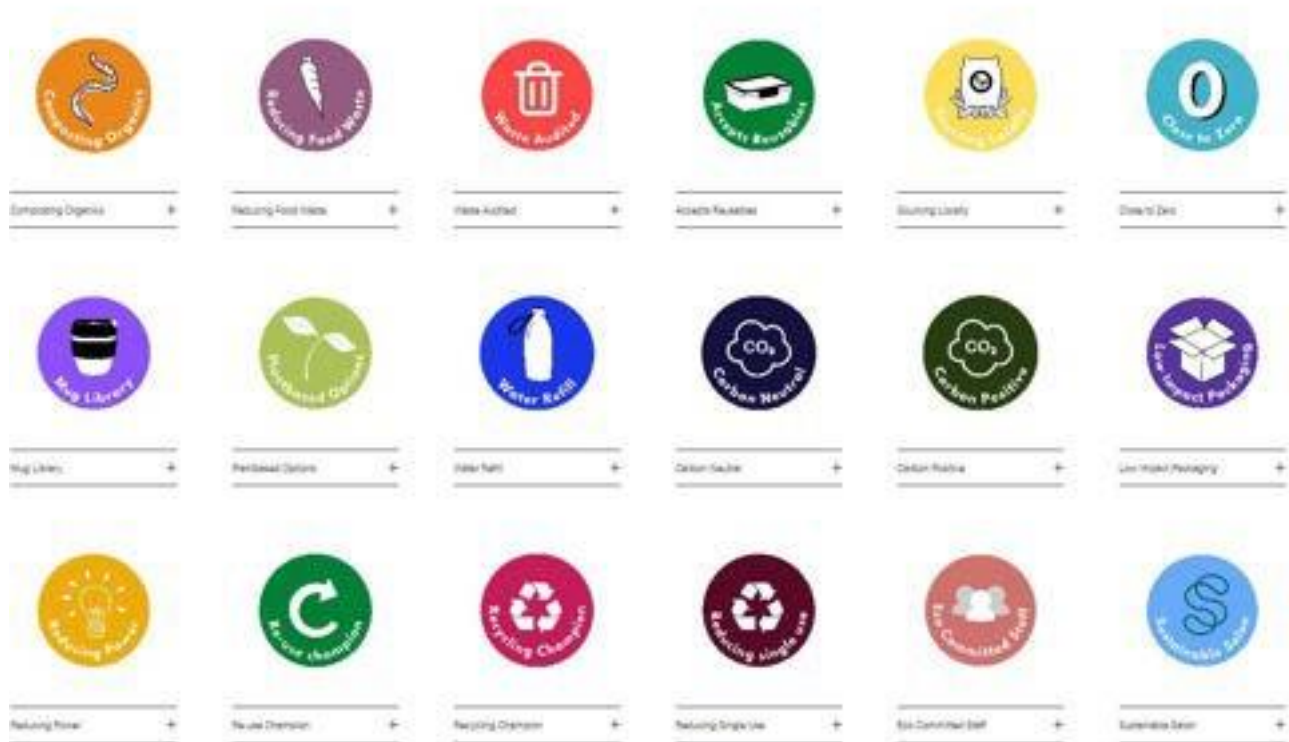 Composting Organics
Reducing Food Waste
Waste Audited
Accepts Reusables
Sourcing Locally
Close to Zero
Composting Organics +
Reducing Food Waste +
Waste Audited +
Accepts Reusables +
Sourcing Locally +
Close to Zero +
Mug Library
Plantbased Options
Water Refill
CO₂
Carbon Neutral
CO₂
Carbon Positive
Low Impact Packaging
Mug Library +
Plantbased Options +
Water Refill +
Carbon Neutral +
Carbon Positive +
Low Impact Packaging +
Reducing Power
Re-use champion
Recycling Champion
Reducing single use
Eco Committed Staff
Sustainable Salon
Reducing Power +
Re-use Champion +
Recycling Champion +
Reducing Single Use +
Eco Committed Staff +
Sustainable Salon +